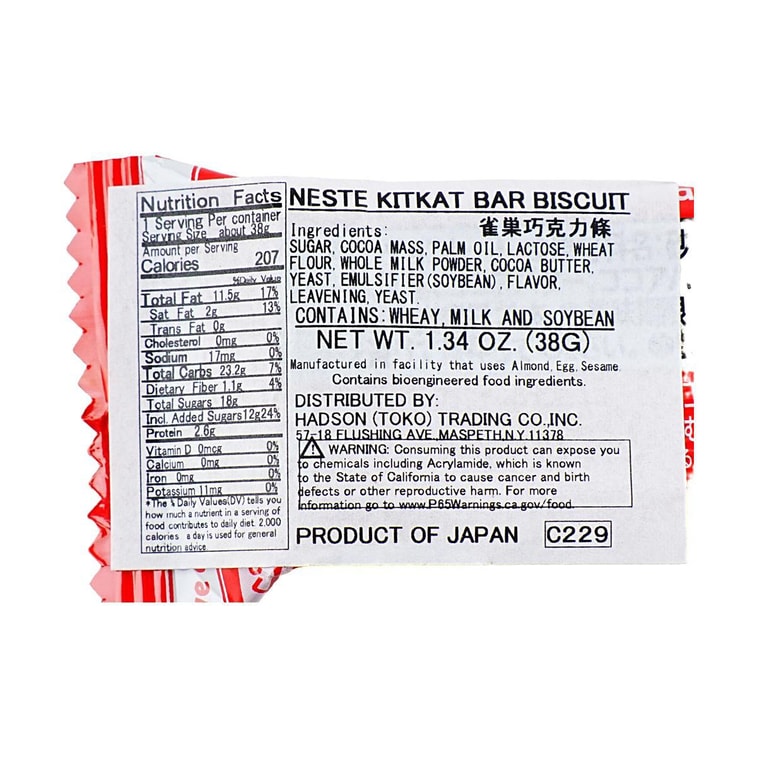 Nutrition Facts
1 Serving Per container
Serving Size about 38g
Amount per Serving
Calories 207
%Daily Value
Total Fat 11.5g 17%
Sat Fat 2g 13%
Trans Fat 0g
Cholesterol 0mg 0%
Sodium 17mg 0%
Total Carbs 23.2g 7%
Dietary Fiber 1.1g 4%
Total Sugars 18g
Incl. Added Sugars 12g 24%
Protein 2.6g
Vitamin D 0mcg 0%
Calcium 0mg 0%
Iron 0mg 0%
Potassium 11mg 0%
*The % Daily Values(DV) tells you
how much a nutrient in a serving of
food contributes to daily diet. 2,000
calories a day is used for general
nutrition advice.
NESTE KITKAT BAR BISCUIT
雀巢巧克力條
Ingredients:
SUGAR, COCOA MASS, PALM OIL, LACTOSE, WHEAT
FLOUR, WHOLE MILK POWDER, COCOA BUTTER,
YEAST, EMULSIFIER (SOYBEAN), FLAVOR,
LEAVENING, YEAST.
CONTAINS: WHEAY, MILK AND SOYBEAN
NET WT. 1.34 OZ. (38G)
Manufactured in facility that uses Almond, Egg, Sesame.
Contains bioengineered food ingredients.
DISTRIBUTED BY:
HADSON (TOKO) TRADING CO.,INC.
57-18 FLUSHING AVE.,MASPETH,N.Y.11378
WARNING: Consuming this product can expose you
to chemicals including Acrylamide, which is known
to the State of California to cause cancer and birth
defects or other reproductive harm. For more
information go to www.P65Warnings.ca.gov/food.
PRODUCT OF JAPAN C229